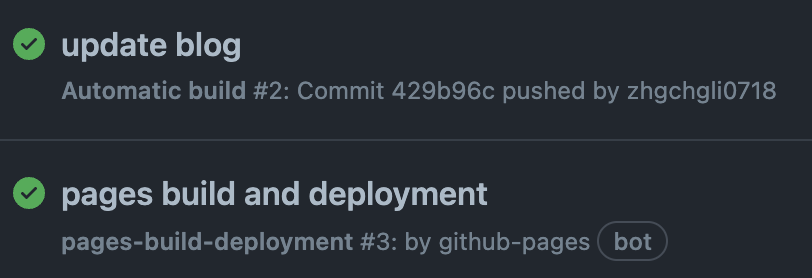 update blog
Automatic build #2: Commit 429b96c pushed by zhgchgli0718
pages build and deployment
pages-build-deployment #3: by github-pages bot